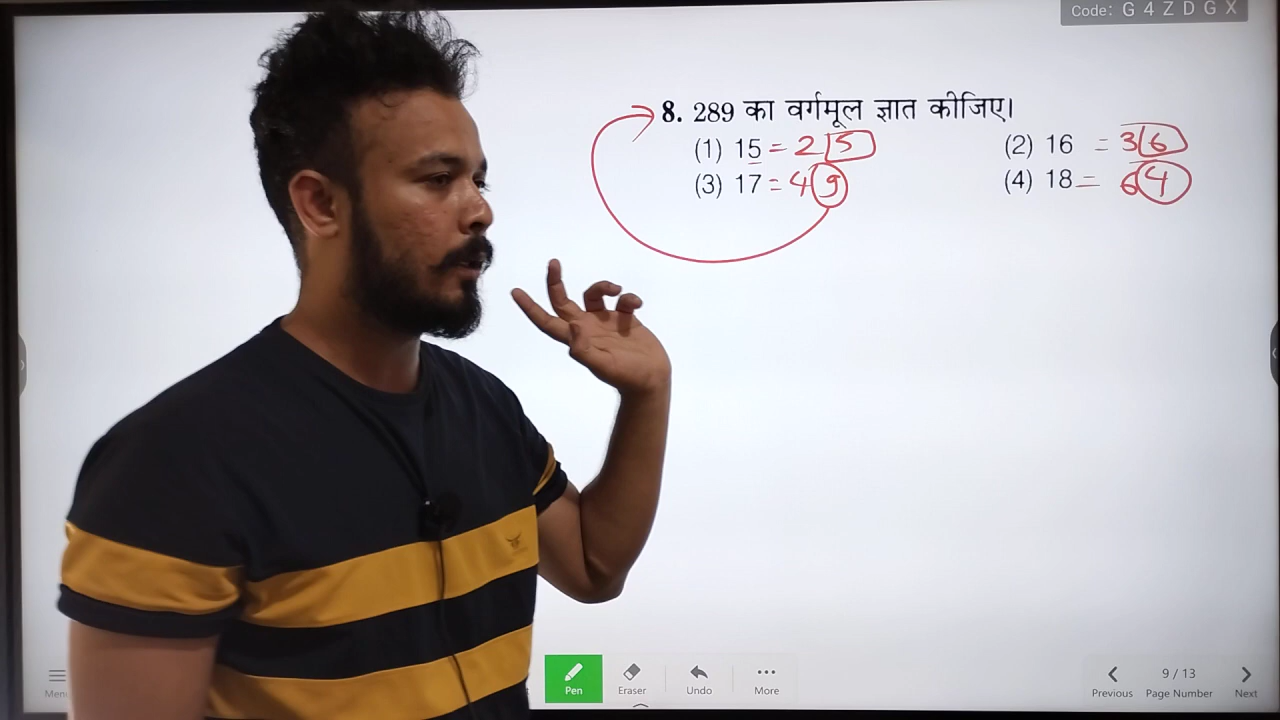 Code: G 4 Z D G X
8. 289 का वर्गमूल ज्ञात कीजिए।
(1) 15 = 25 (2) 16 = 36
(3) 17 = 49 (4) 18 = 64
Pen Eraser Undo More
9 / 13
Previous Page Number Next